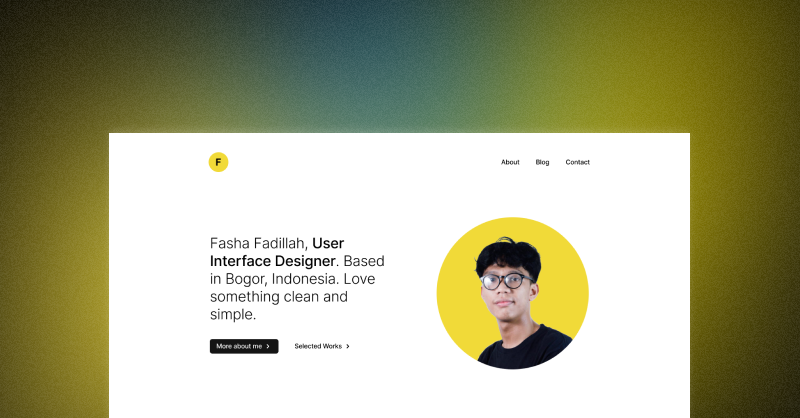 F
About Blog Contact
Fasha Fadillah, User
Interface Designer. Based
in Bogor, Indonesia. Love
something clean and
simple.
More about me Selected Works